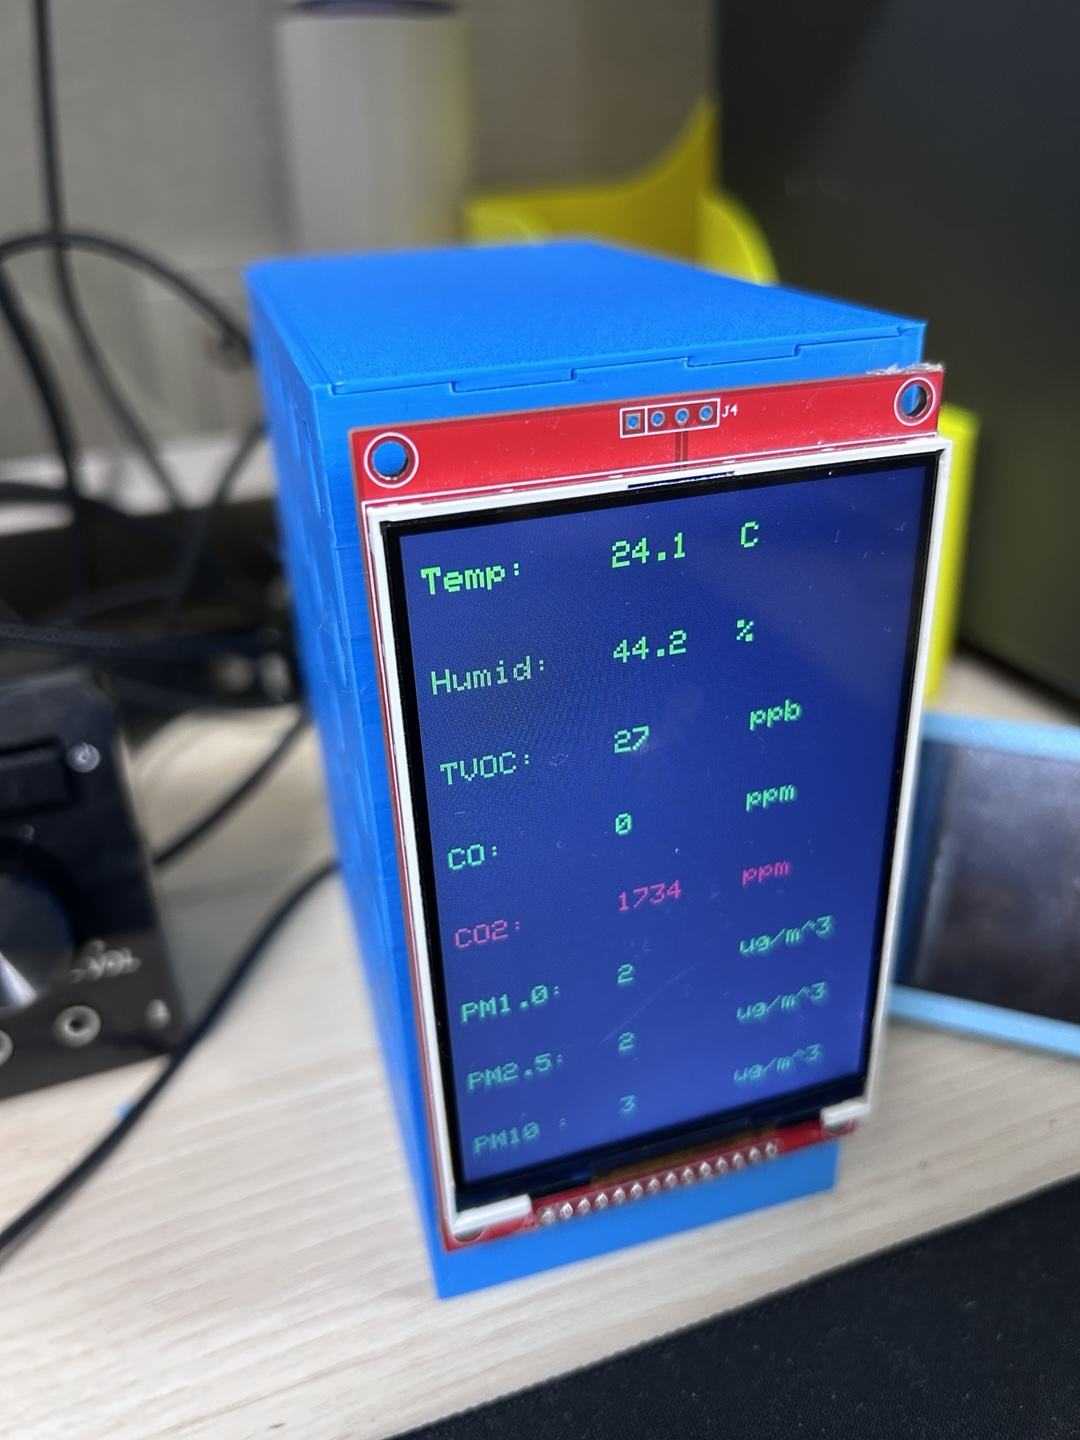 J4
Temp: 24.1 C
Humid: 44.2 %
TVOC: 27 ppb
CO: 0 ppm
CO2: 1734 ppm
PM1.0: 2 ug/m^3
PM2.5: 2 ug/m^3
PM10 : 3 ug/m^3
VOL